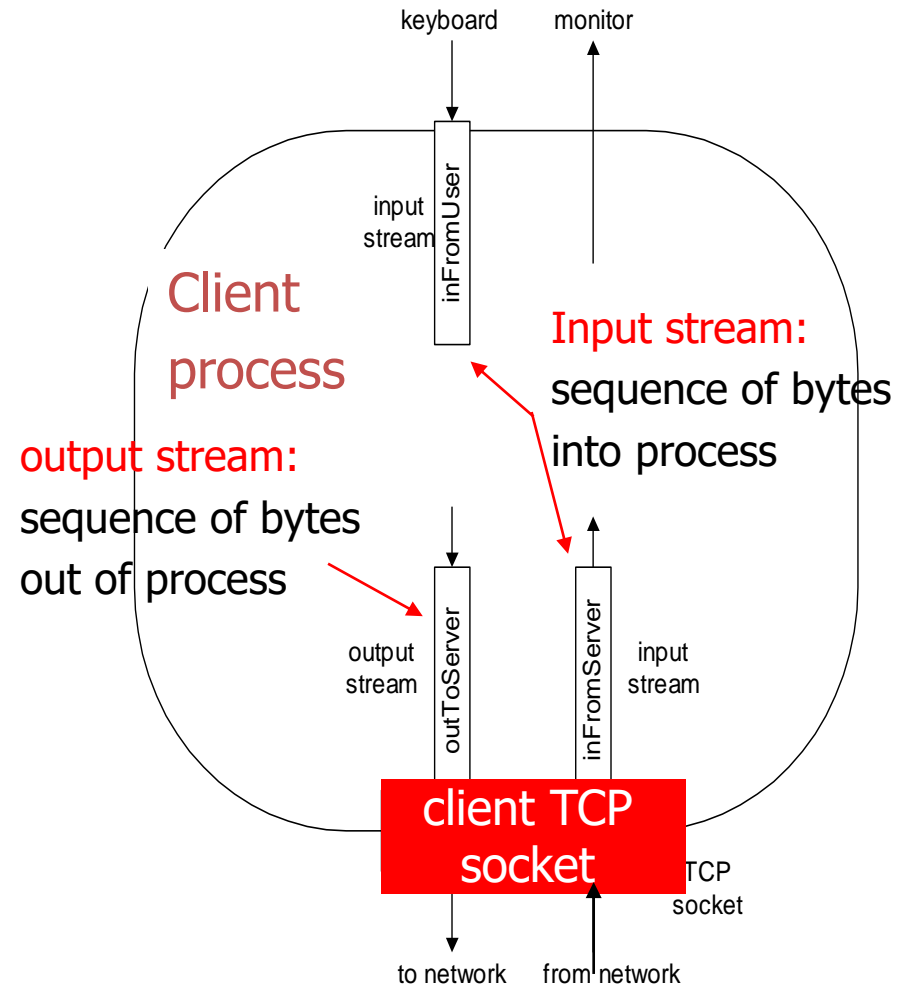 keyboard
monitor
inFromUser
input
stream
Client
process
Input stream:
sequence of bytes
into process
output stream:
sequence of bytes
out of process
output
stream
outToServer
inFromServer
input
stream
client TCP
socket
TCP
socket
to network
from network